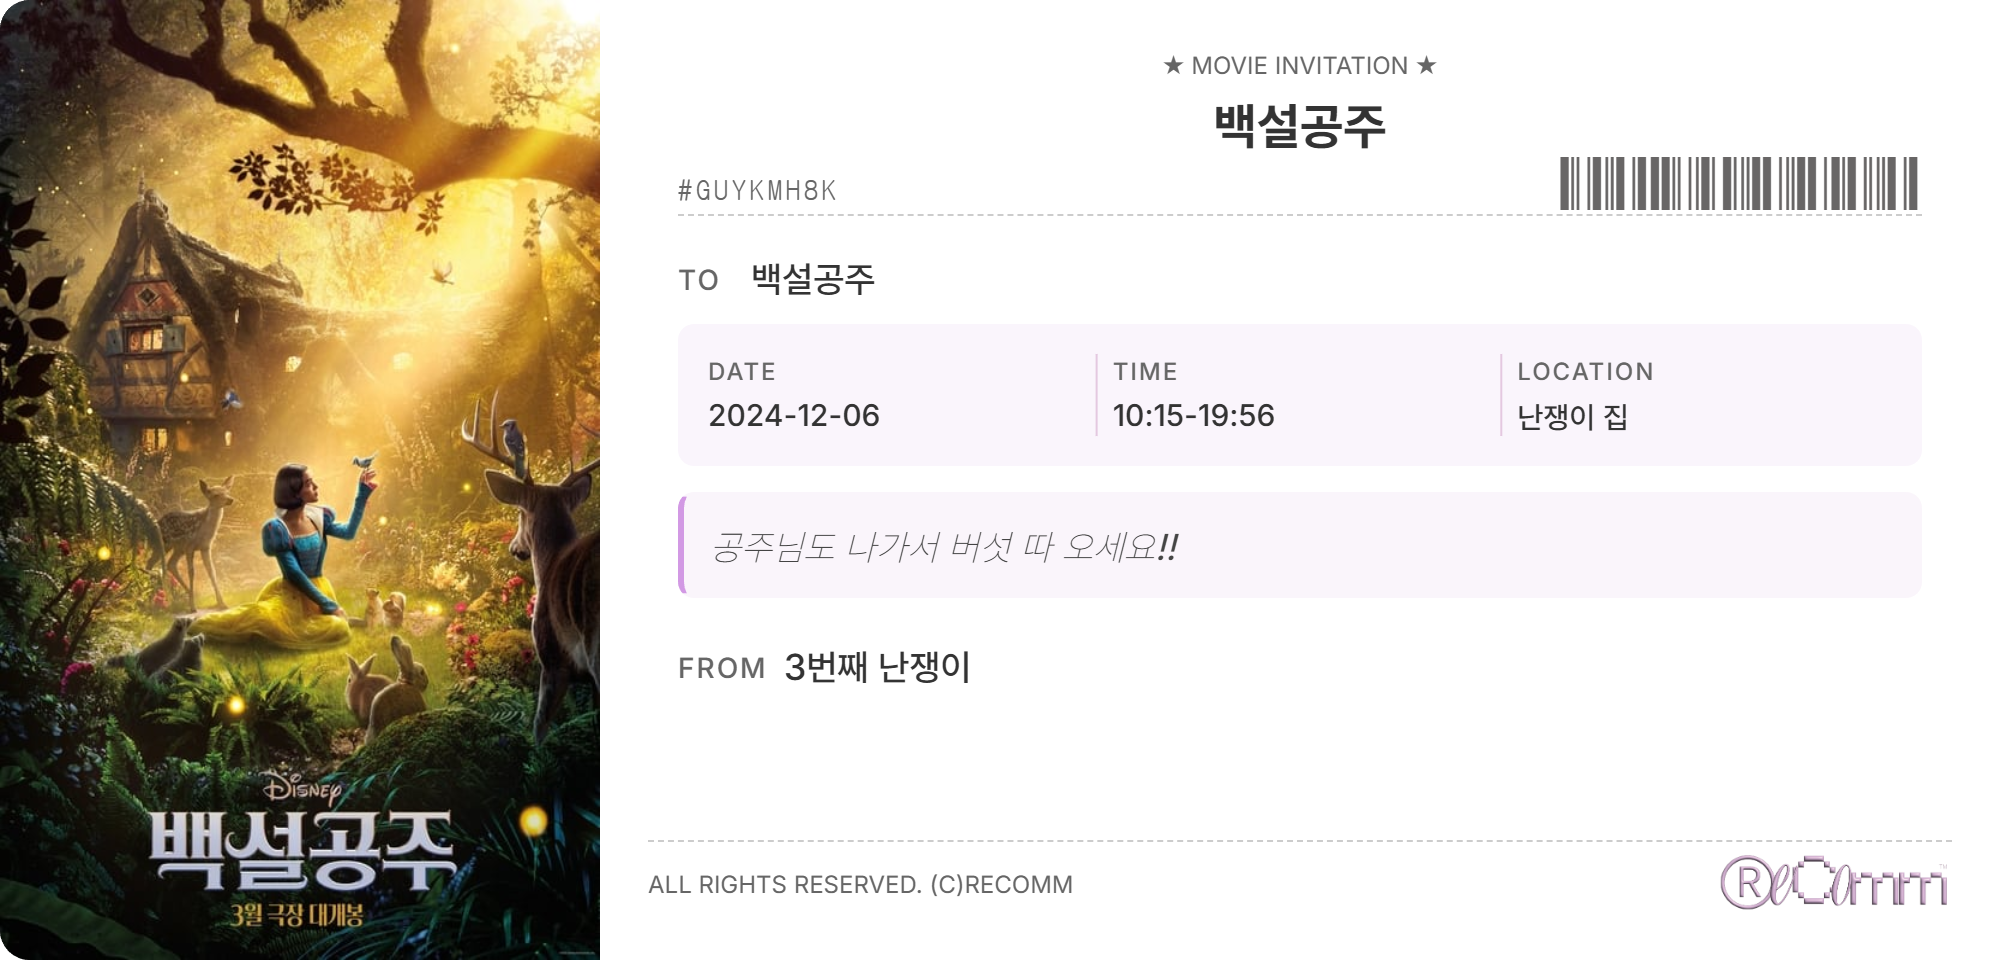 ★ MOVIE INVITATION ★
백설공주
#GUYKMH8K
TO 백설공주
DATE TIME LOCATION
2024-12-06 10:15-19:56 난쟁이 집
공주님도 나가서 버섯 따 오세요!!
FROM 3번째 난쟁이
DISNEY
백설공주
3월 극장 대개봉
ALL RIGHTS RESERVED. (C)RECOMM
ReComm™